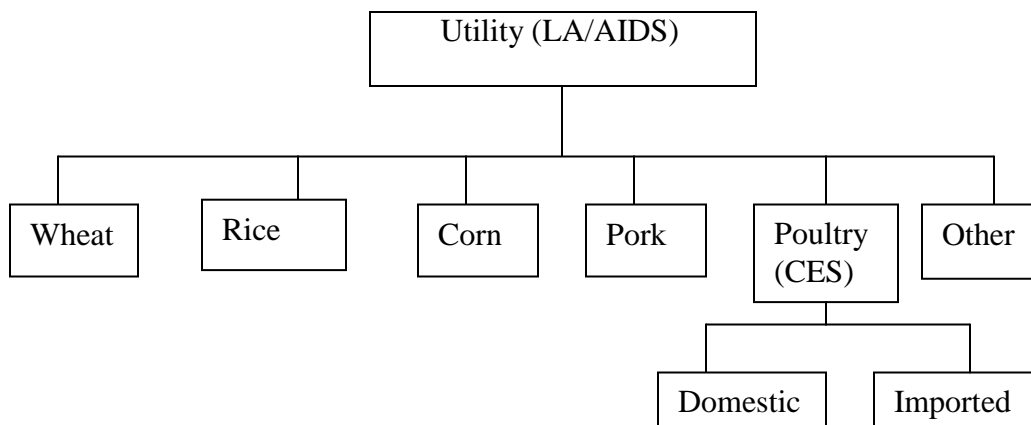 Utility (LA/AIDS)
Wheat
Rice
Corn
Pork
Poultry
(CES)
Other
Domestic
Imported